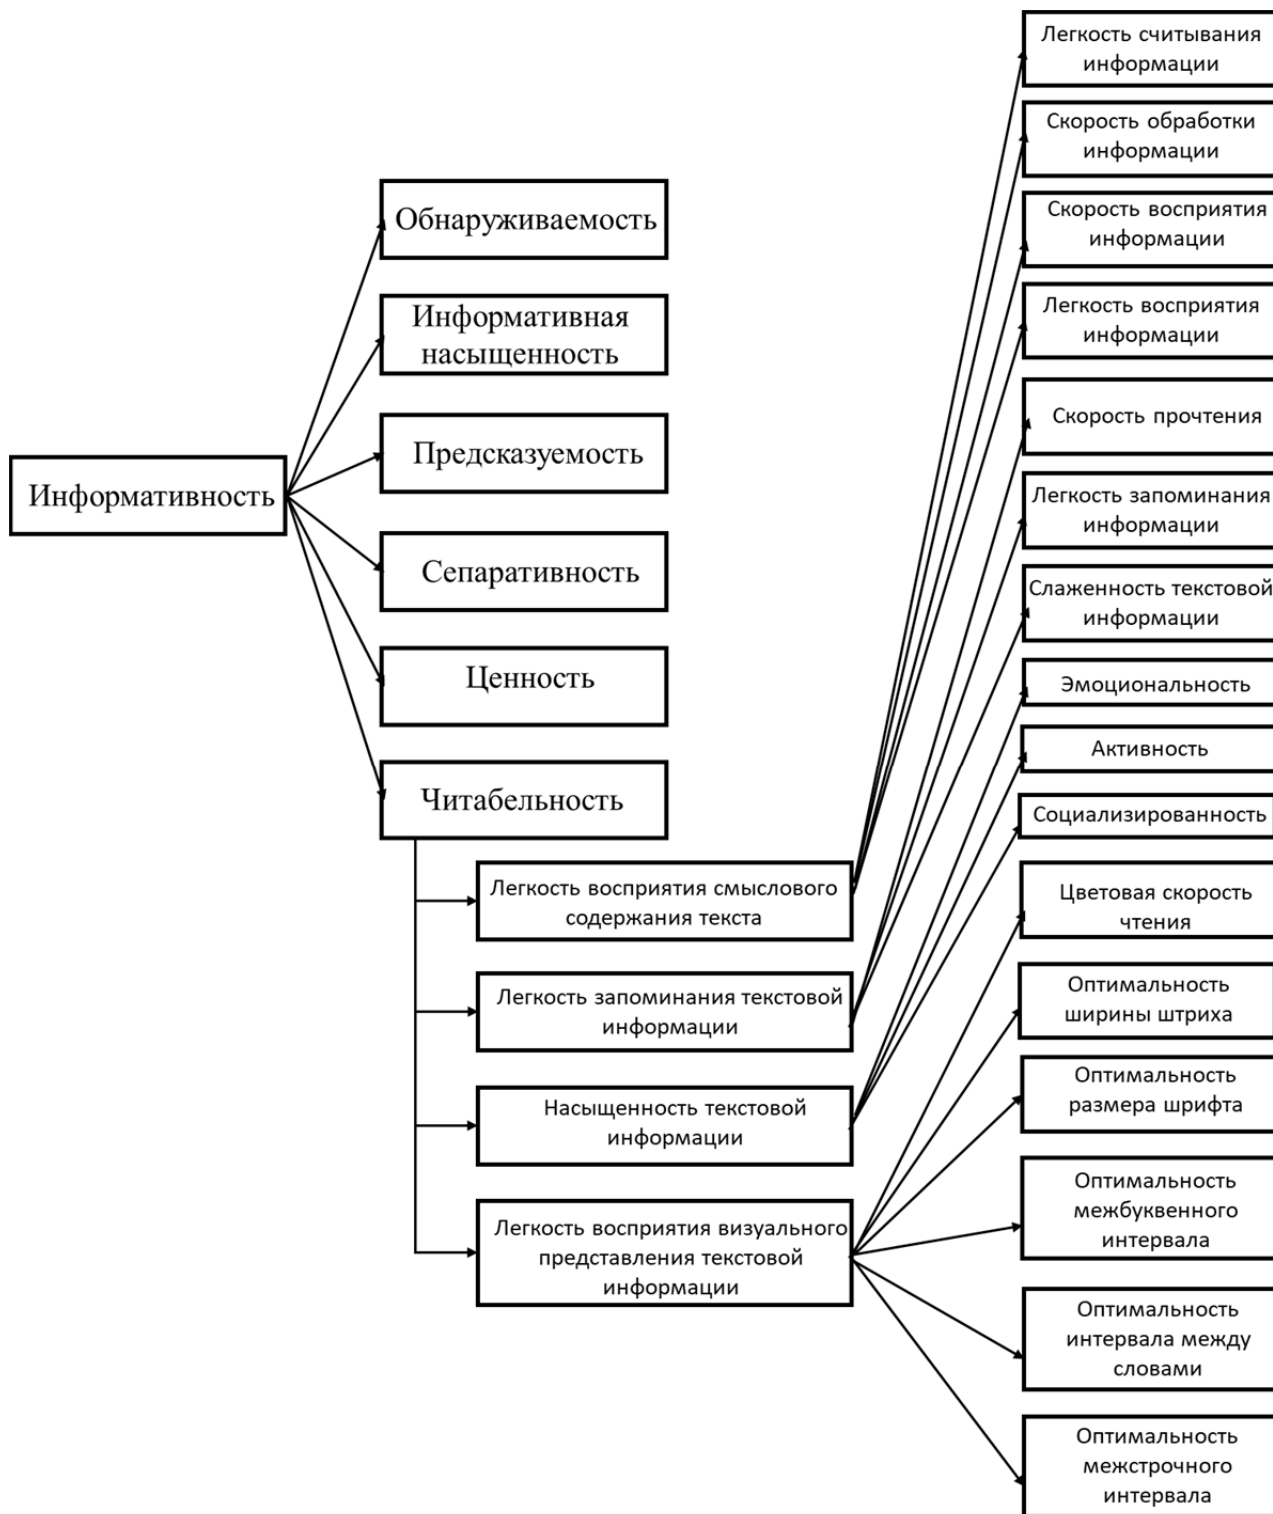 Информативность
Обнаруживаемость
Информативная
насыщенность
Предсказуемость
Сепаративность
Ценность
Читабельность
Легкость восприятия смыслового
содержания текста
Легкость запоминания текстовой
информации
Насыщенность текстовой
информации
Легкость восприятия визуального
представления текстовой
информации
Легкость считывания
информации
Скорость обработки
информации
Скорость восприятия
информации
Легкость восприятия
информации
Скорость прочтения
Легкость запоминания
информации
Слаженность текстовой
информации
Эмоциональность
Активность
Социализированность
Цветовая скорость
чтения
Оптимальность
ширины штриха
Оптимальность
размера шрифта
Оптимальность
межбуквенного
интервала
Оптимальность
интервала между
словами
Оптимальность
межстрочного
интервала